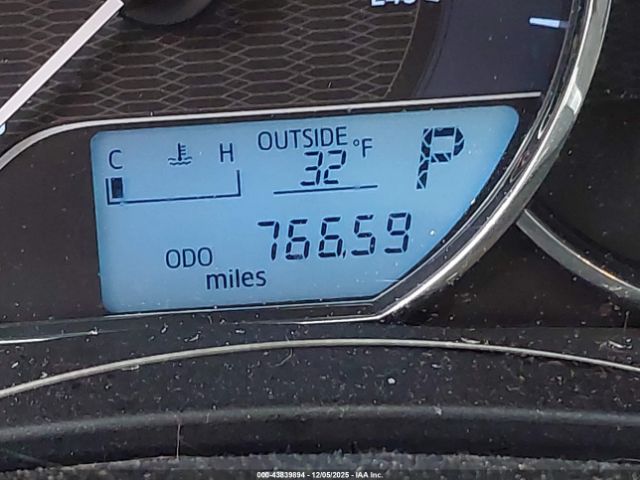 C H
OUTSIDE
32 °F
P
76659
ODO
miles
000-43839894 - 12/05/2025 - IAA Inc.